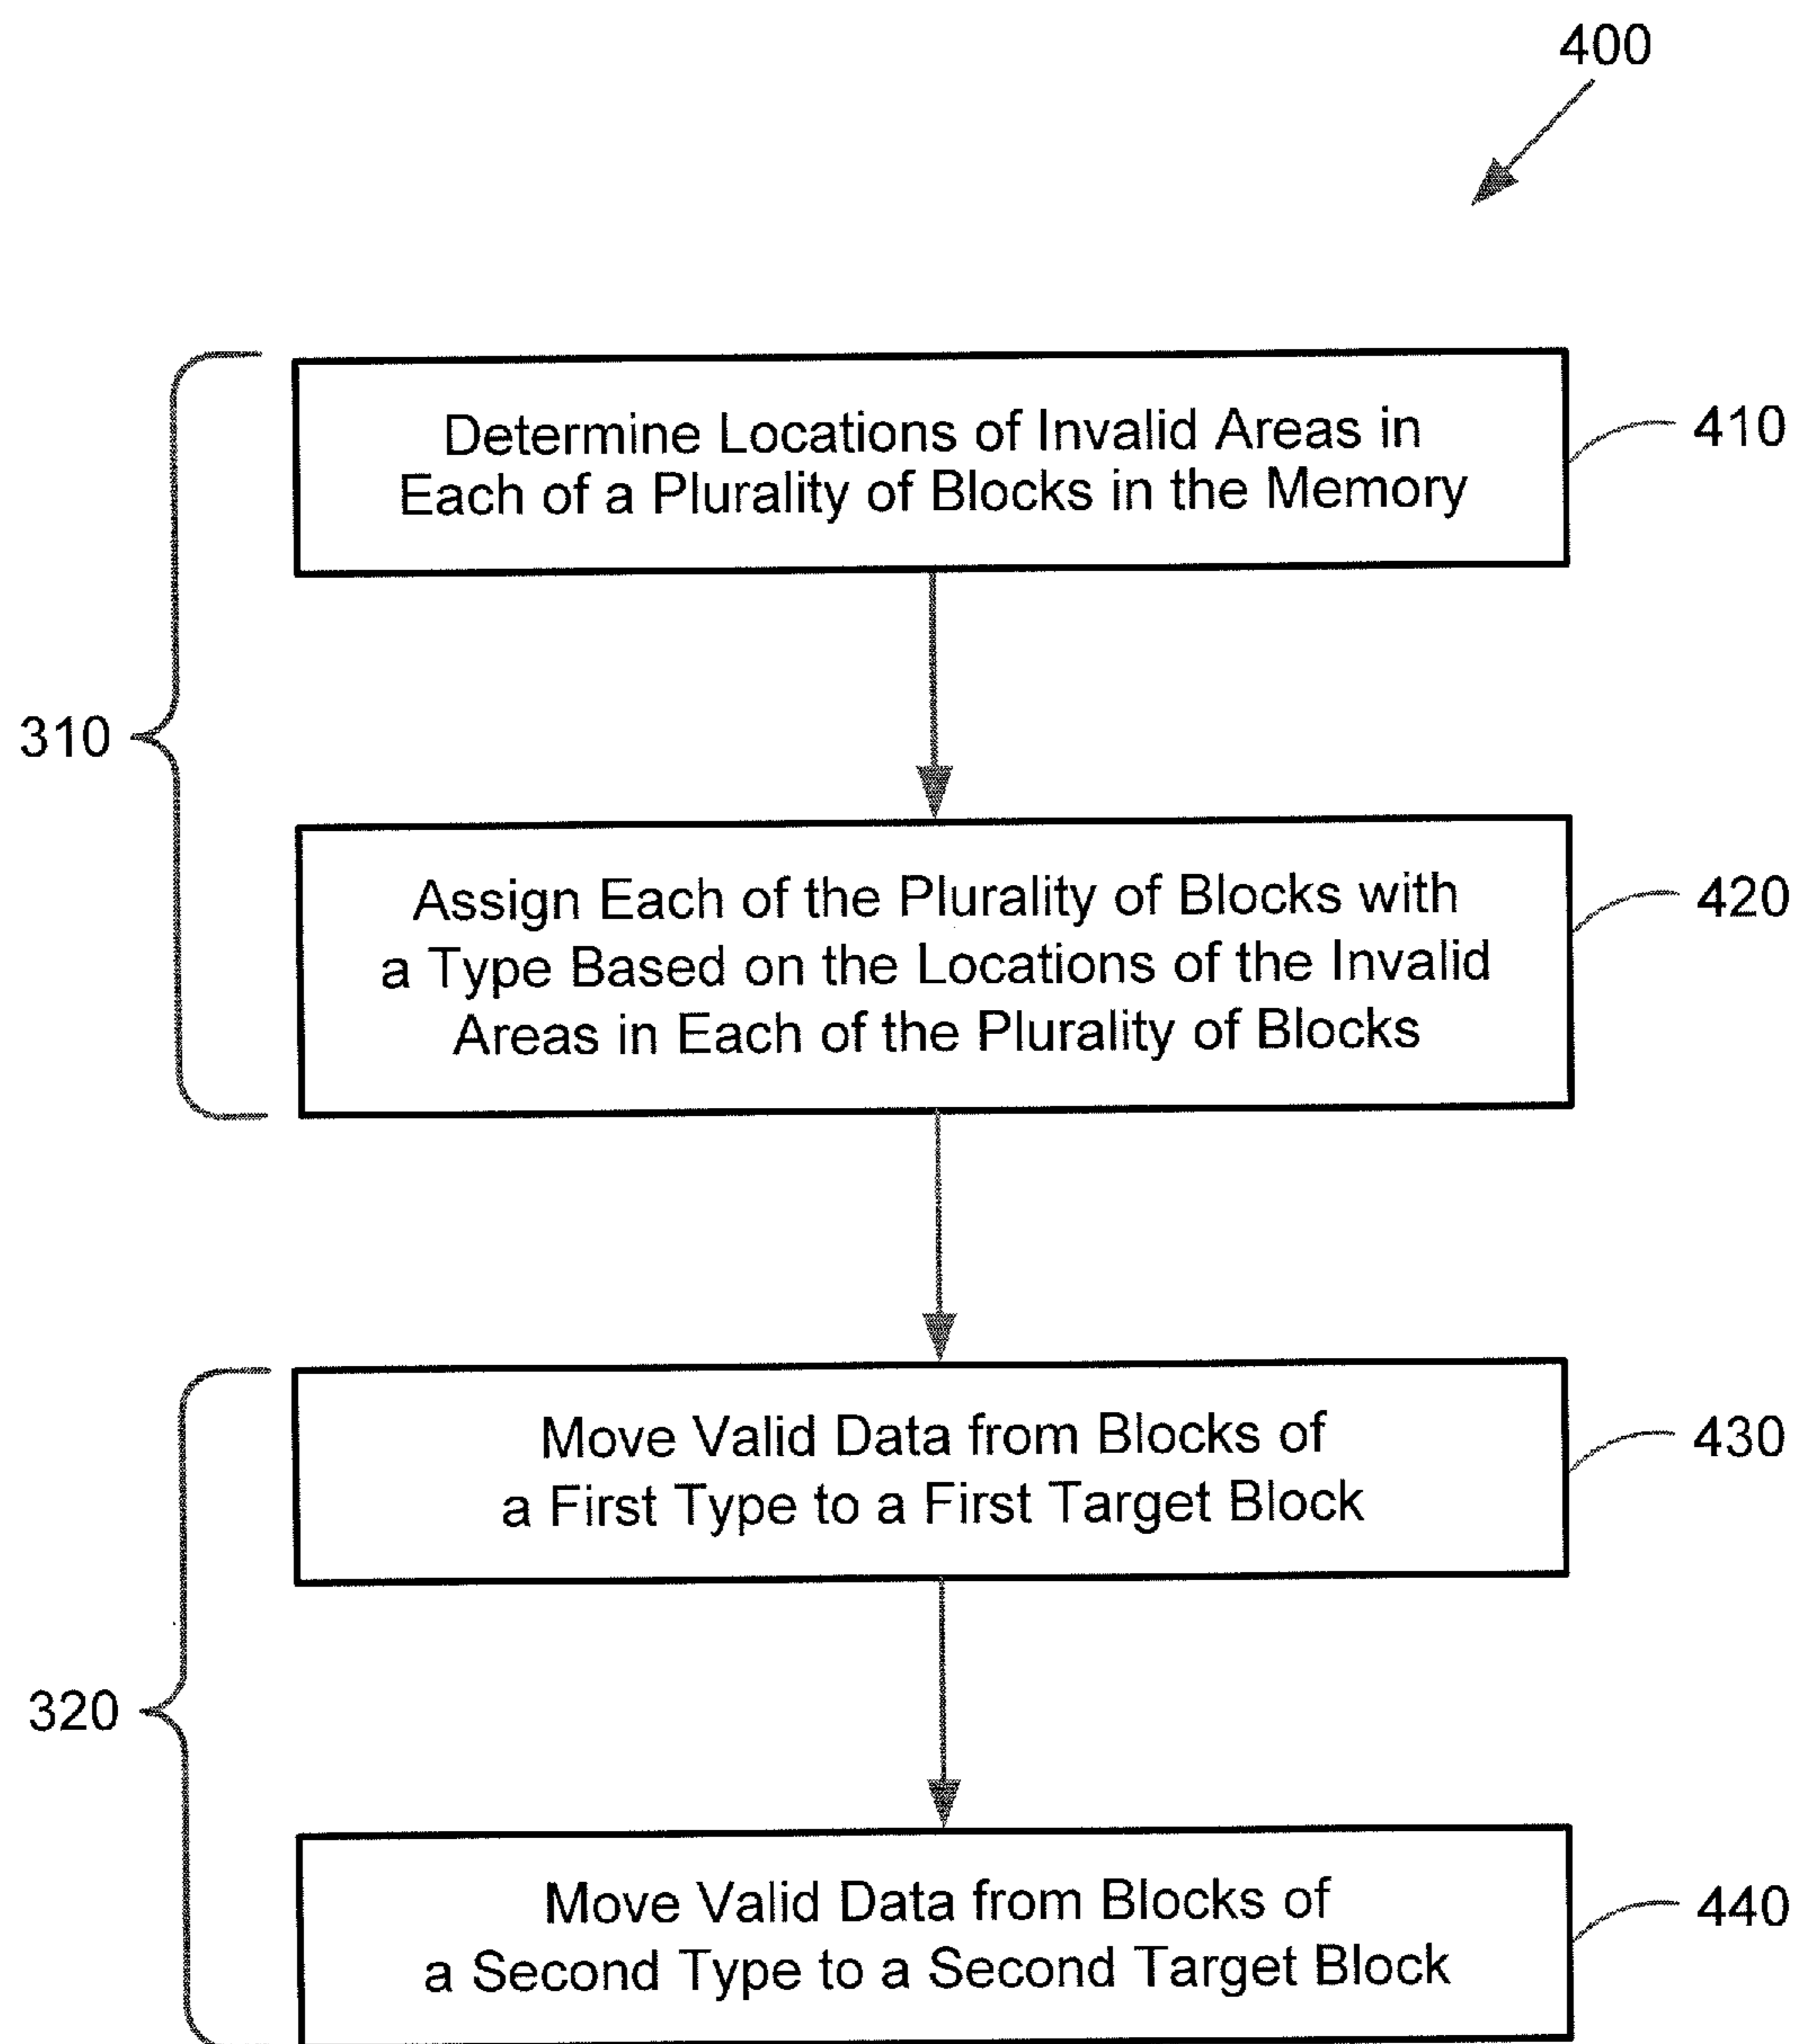 400
Determine Locations of Invalid Areas in
Each of a Plurality of Blocks in the Memory
410
310
Assign Each of the Plurality of Blocks with
a Type Based on the Locations of the Invalid
Areas in Each of the Plurality of Blocks
420
Move Valid Data from Blocks of
a First Type to a First Target Block
430
320
Move Valid Data from Blocks of
a Second Type to a Second Target Block
440